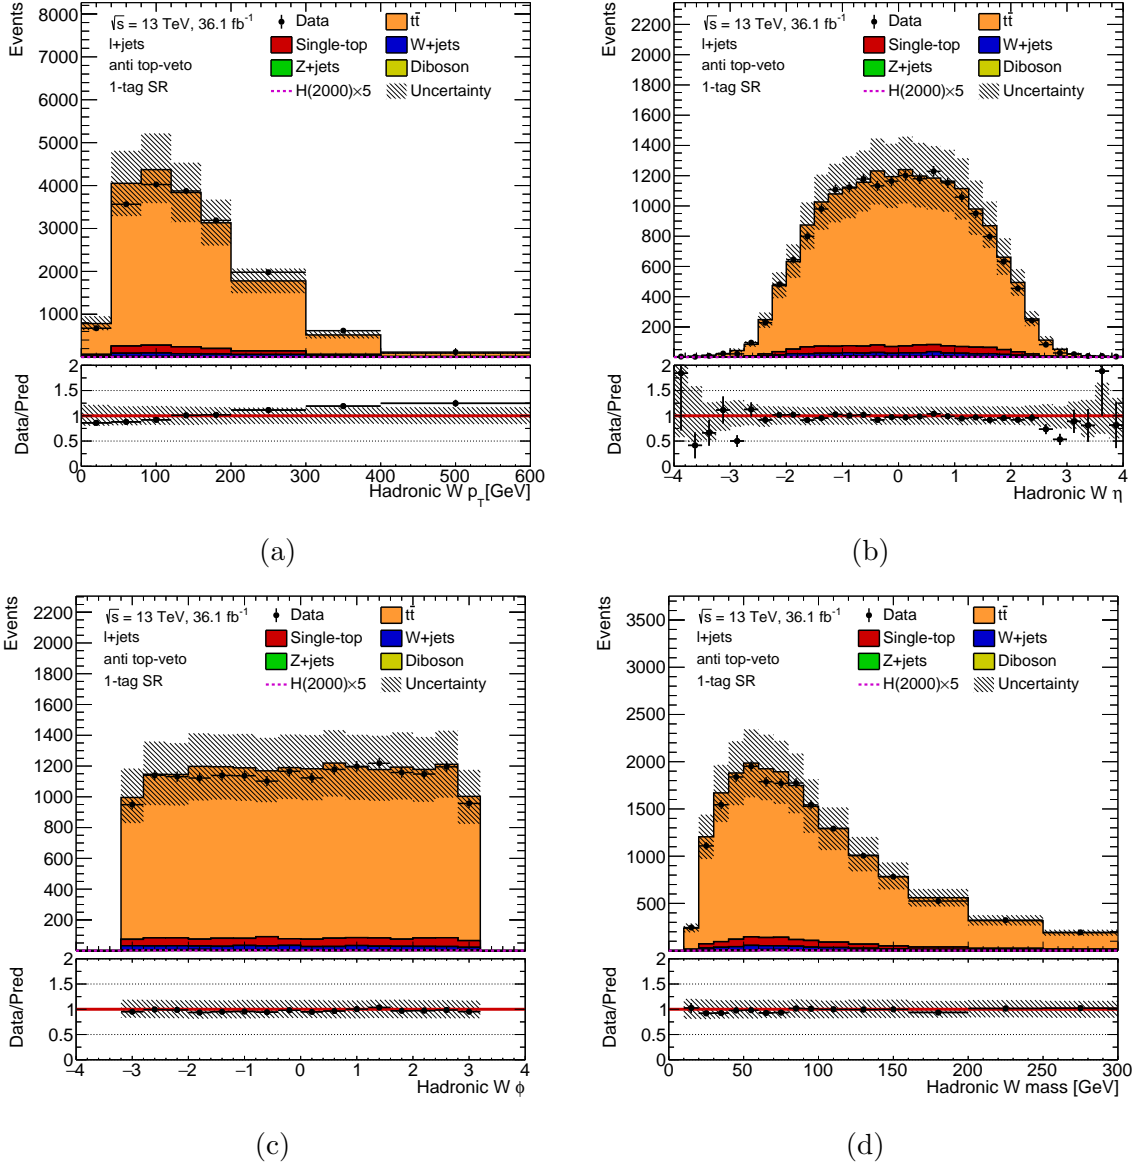 Events
√s = 13 TeV, 36.1 fb⁻¹
l+jets
anti top-veto
1-tag SR
Data
tt̄
Single-top
W+jets
Z+jets
Diboson
H(2000)×5
Uncertainty
8000
7000
6000
5000
4000
3000
2000
1000
Data/Pred
2
1.5
1
0.5
0
0 100 200 300 400 500 600
Hadronic W p_T[GeV]
(a)
Events
√s = 13 TeV, 36.1 fb⁻¹
l+jets
anti top-veto
1-tag SR
Data
tt̄
Single-top
W+jets
Z+jets
Diboson
H(2000)×5
Uncertainty
2200
2000
1800
1600
1400
1200
1000
800
600
400
200
Data/Pred
2
1.5
1
0.5
0
−4 −3 −2 −1 0 1 2 3 4
Hadronic W η
(b)
Events
√s = 13 TeV, 36.1 fb⁻¹
l+jets
anti top-veto
1-tag SR
Data
tt̄
Single-top
W+jets
Z+jets
Diboson
H(2000)×5
Uncertainty
2200
2000
1800
1600
1400
1200
1000
800
600
400
200
Data/Pred
2
1.5
1
0.5
0
−4 −3 −2 −1 0 1 2 3 4
Hadronic W ϕ
(c)
Events
√s = 13 TeV, 36.1 fb⁻¹
l+jets
anti top-veto
1-tag SR
Data
tt̄
Single-top
W+jets
Z+jets
Diboson
H(2000)×5
Uncertainty
3500
3000
2500
2000
1500
1000
500
Data/Pred
2
1.5
1
0.5
0
0 50 100 150 200 250 300
Hadronic W mass [GeV]
(d)